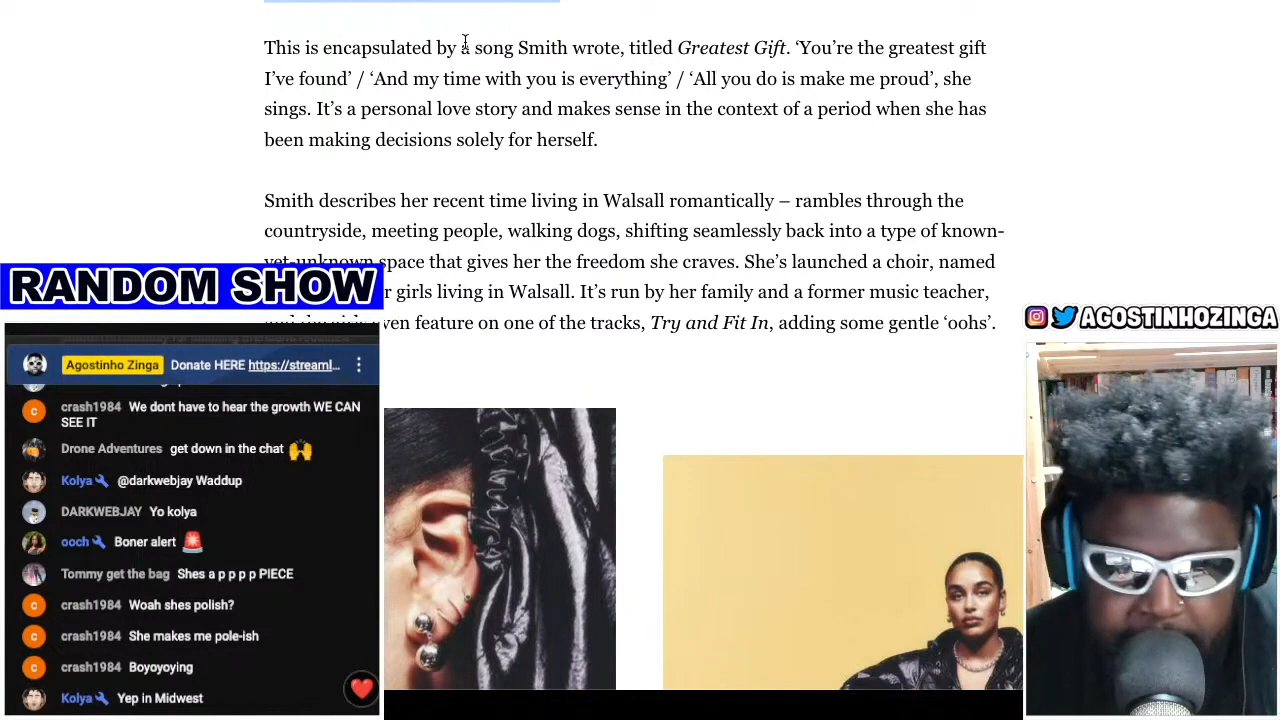 This is encapsulated by a song Smith wrote, titled Greatest Gift. ‘You’re the greatest gift
I’ve found’ / ‘And my time with you is everything’ / ‘All you do is make me proud’, she
sings. It’s a personal love story and makes sense in the context of a period when she has
been making decisions solely for herself.
Smith describes her recent time living in Walsall romantically – rambles through the
countryside, meeting people, walking dogs, shifting seamlessly back into a type of known-
yet-unknown space that gives her the freedom she craves. She’s launched a choir, named
girls living in Walsall. It’s run by her family and a former music teacher,
even feature on one of the tracks, Try and Fit In, adding some gentle ‘oohs’.
RANDOM SHOW
Agostinho Zinga Donate HERE https://streaml...
crash1984 We dont have to hear the growth WE CAN
SEE IT
Drone Adventures get down in the chat
Kolya @darkwebjay Waddup
DARKWEBJAY Yo kolya
ooch Boner alert
Tommy get the bag Shes a p p p p PIECE
crash1984 Woah shes polish?
crash1984 She makes me pole-ish
crash1984 Boyoyoying
Kolya Yep in Midwest
@AGOSTINHOZINGA